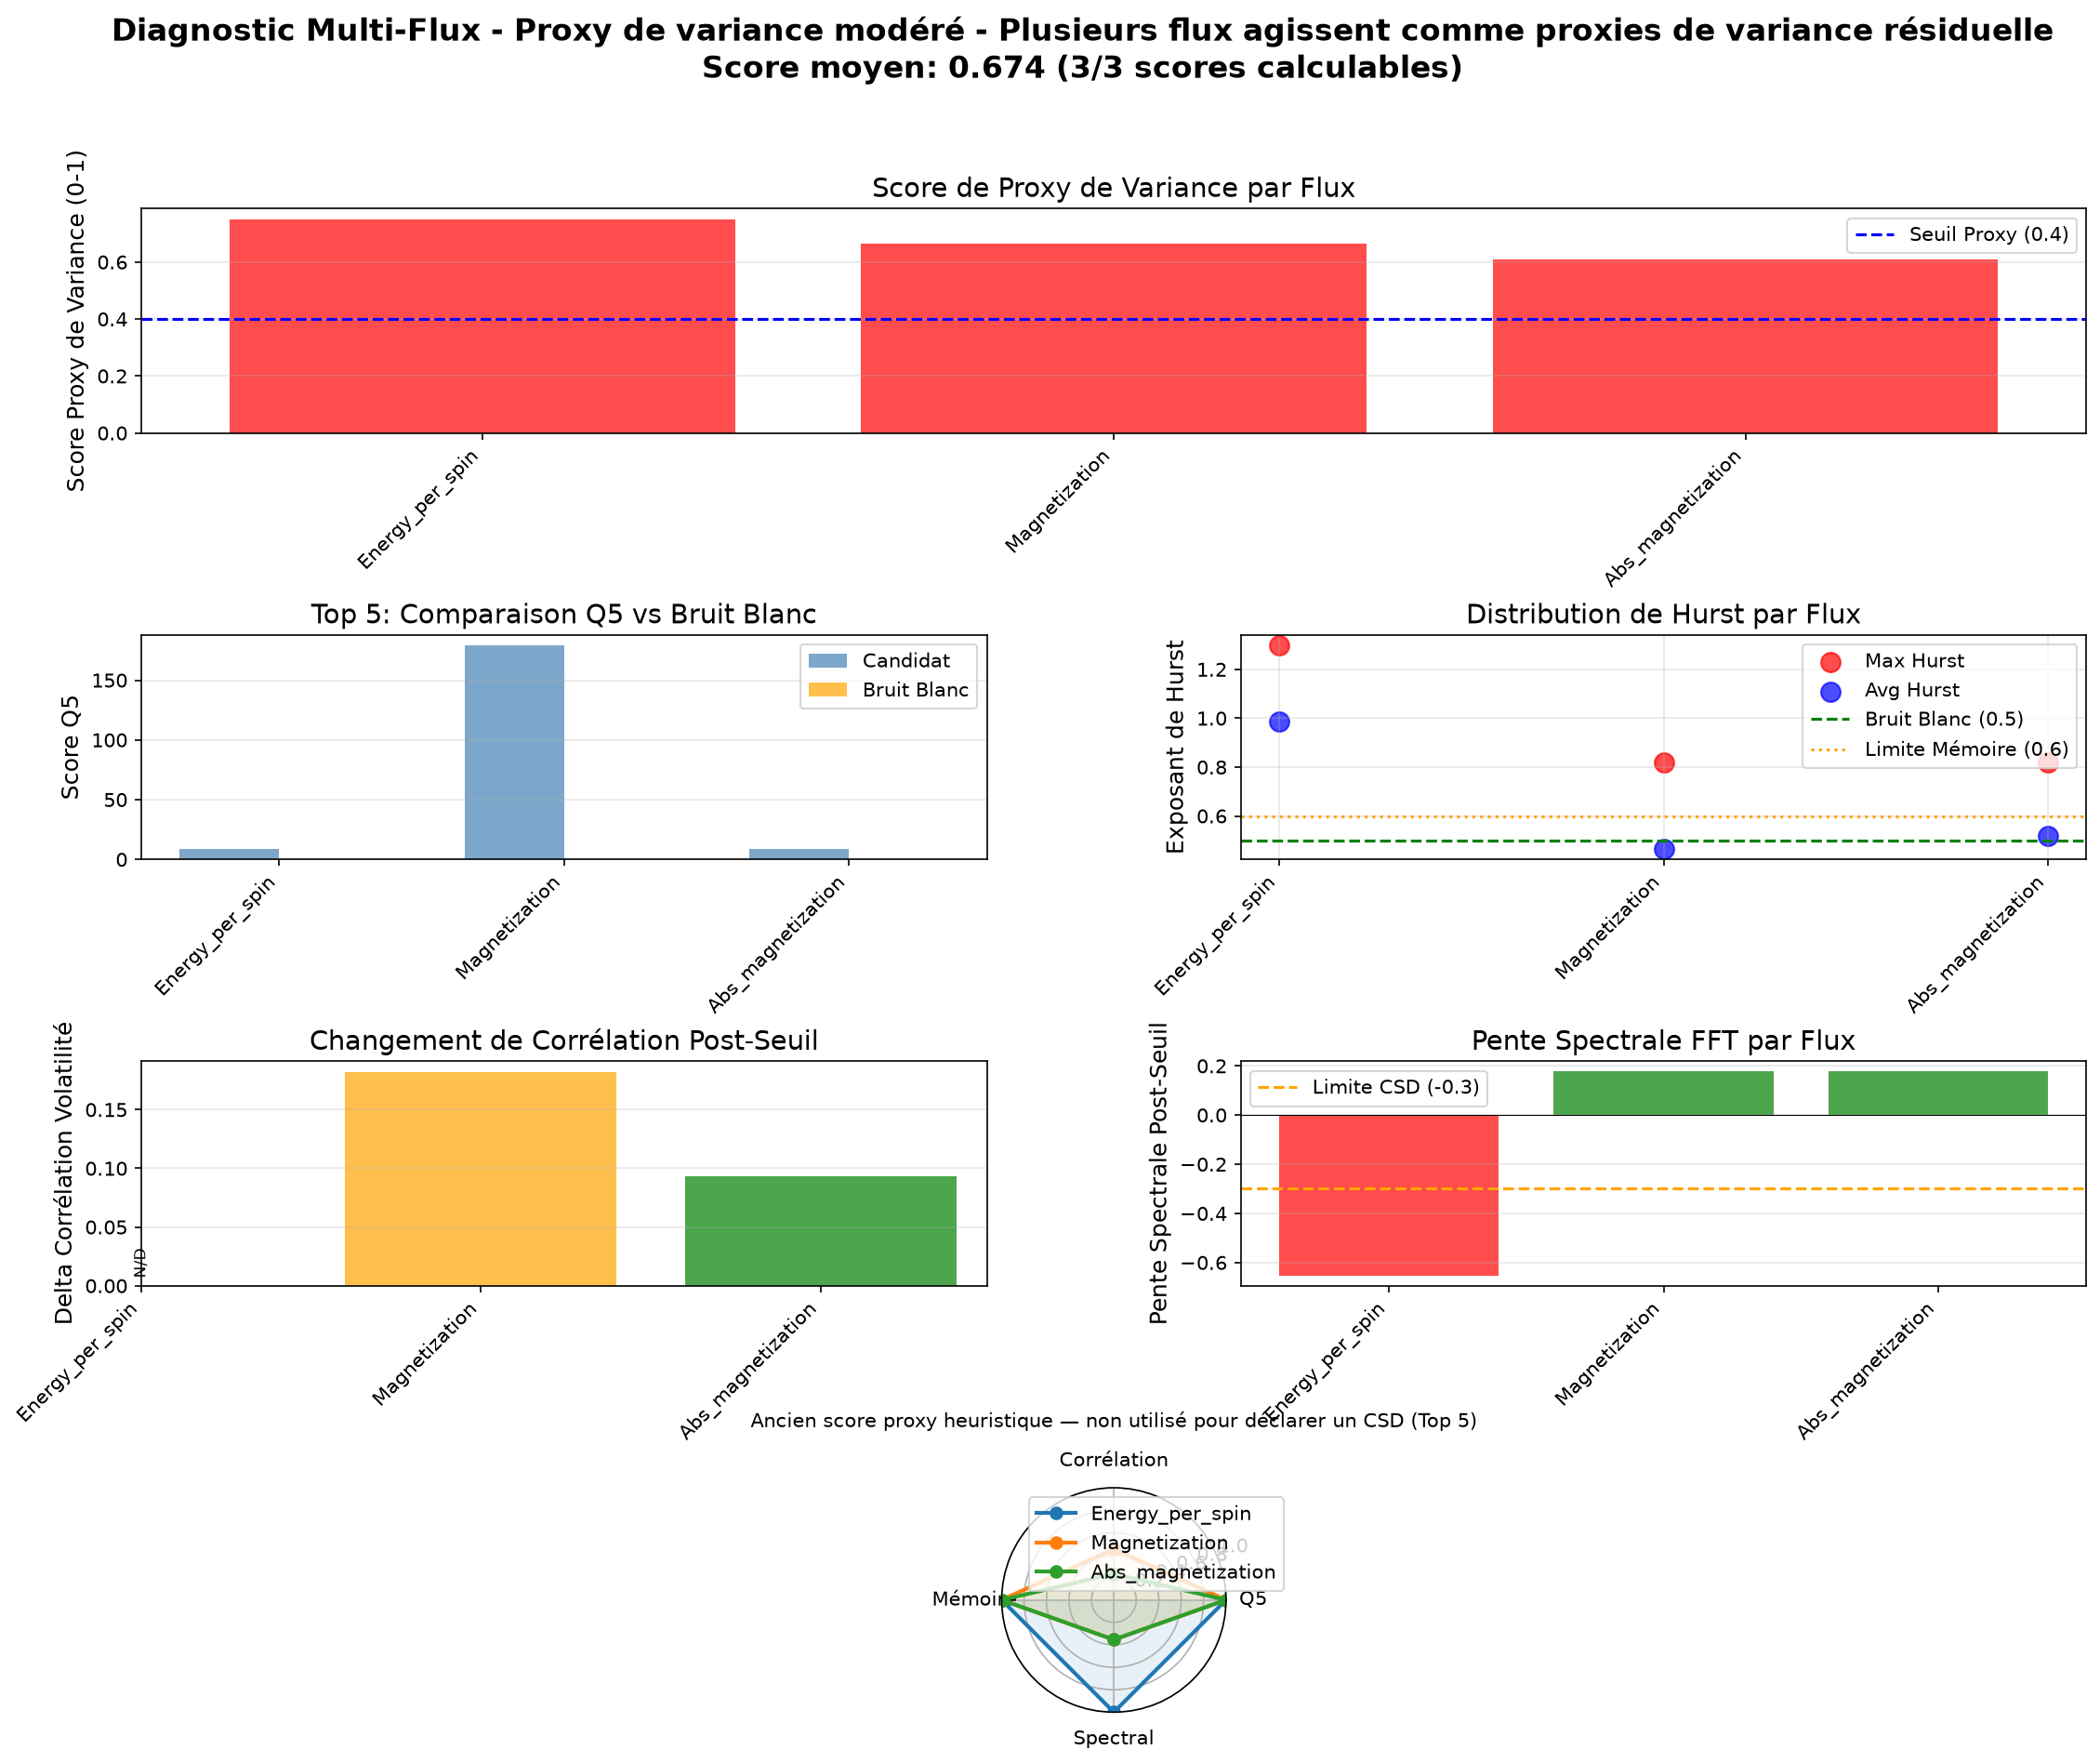 Diagnostic Multi-Flux - Proxy de variance modéré - Plusieurs flux agissent comme proxies de variance résiduelle
Score moyen: 0.674 (3/3 scores calculables)
Score de Proxy de Variance par Flux
Score Proxy de Variance (0-1)
0.6
0.4
0.2
0.0
Seuil Proxy (0.4)
Energy_per_spin
Magnetization
Abs_magnetization
Top 5: Comparaison Q5 vs Bruit Blanc
Score Q5
150
100
50
0
Candidat
Bruit Blanc
Energy_per_spin
Magnetization
Abs_magnetization
Distribution de Hurst par Flux
Exposant de Hurst
1.2
1.0
0.8
0.6
Max Hurst
Avg Hurst
Bruit Blanc (0.5)
Limite Mémoire (0.6)
Energy_per_spin
Magnetization
Abs_magnetization
Changement de Corrélation Post-Seuil
Delta Corrélation Volatilité
0.15
0.10
0.05
0.00
N/D
Energy_per_spin
Magnetization
Abs_magnetization
Pente Spectrale FFT par Flux
Pente Spectrale Post-Seuil
0.2
0.0
−0.2
−0.4
−0.6
Limite CSD (-0.3)
Energy_per_spin
Magnetization
Abs_magnetization
Ancien score proxy heuristique — non utilisé pour déclarer un CSD (Top 5)
Corrélation
Energy_per_spin
Magnetization
Abs_magnetization
Mémoire
Q5
Spectral